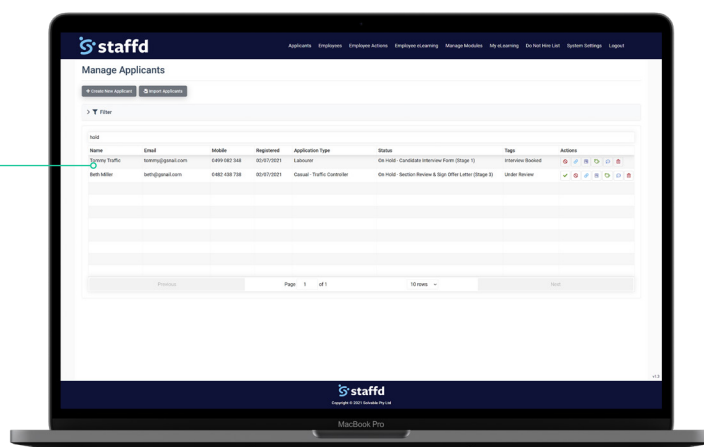 staffd
Applicants Employees Employee Actions Employee eLearning Manage Modules My eLearning Do Not Hire List System Settings Logout
Manage Applicants
+ Create New Applicant Import Applicants
> Filter
hold
Name Email Mobile Registered Application Type Status Tags Actions
Tommy Traffic tommy@gsnail.com 0499 082 348 02/07/2021 Labourer On Hold - Candidate Interview Form (Stage 1) Interview Booked
Beth Miller beth@gsnail.com 0482 438 738 02/07/2021 Casual - Traffic Controller On Hold - Section Review & Sign Offer Letter (Stage 3) Under Review
Previous Page 1 of 1 10 rows Next
v1.3
staffd
Copyright © 2021 Solvable Pty Ltd
MacBook Pro